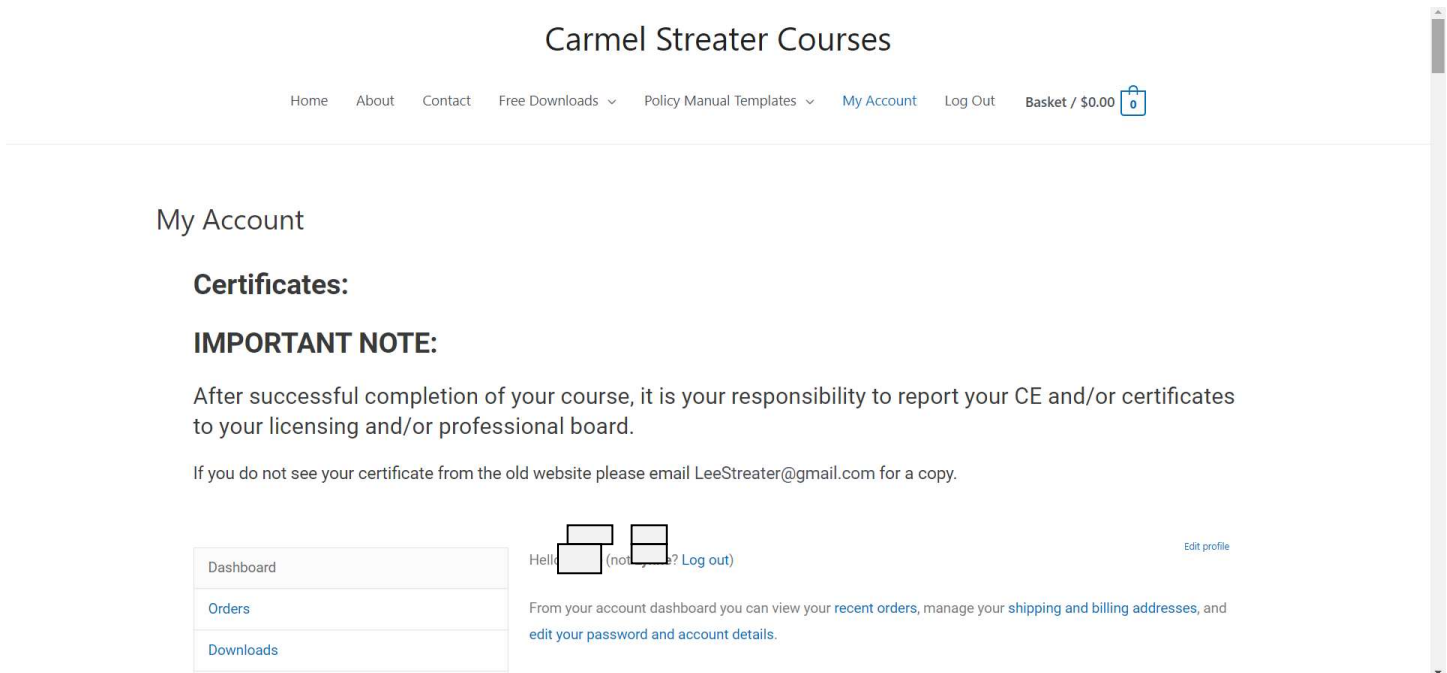 Carmel Streater Courses
Home About Contact Free Downloads Policy Manual Templates My Account Log Out Basket / $0.00 0
My Account
Certificates:
IMPORTANT NOTE:
After successful completion of your course, it is your responsibility to report your CE and/or certificates
to your licensing and/or professional board.
If you do not see your certificate from the old website please email LeeStreater@gmail.com for a copy.
Edit profile
Dashboard
Orders
Downloads
(not ? Log out)
From your account dashboard you can view your recent orders, manage your shipping and billing addresses, and
edit your password and account details.